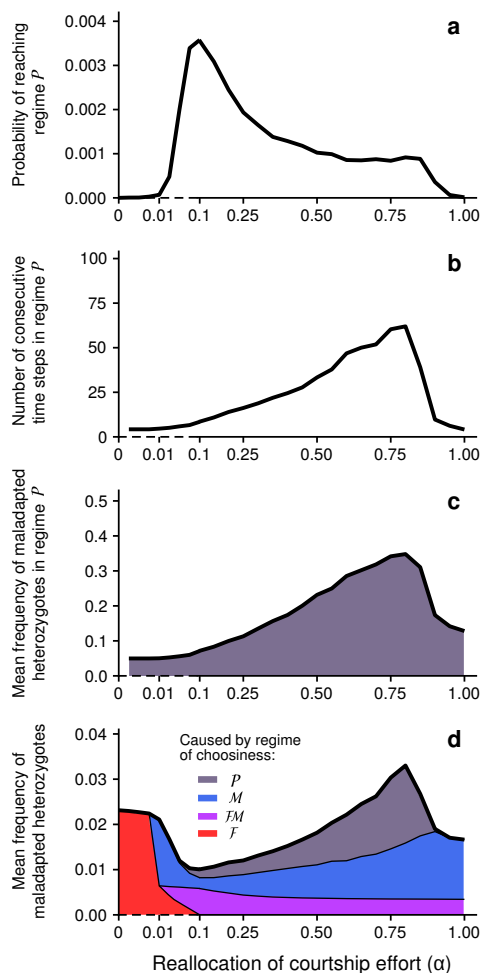 a
Probability of reaching
regime 𝒫
0.004
0.003
0.002
0.001
0.000
0 0.01 0.1 0.25 0.50 0.75 1.00
b
Number of consecutive
time steps in regime 𝒫
100
75
50
25
0
0 0.01 0.1 0.25 0.50 0.75 1.00
c
Mean frequency of maladapted
heterozygotes in regime 𝒫
0.5
0.4
0.3
0.2
0.1
0.0
0 0.01 0.1 0.25 0.50 0.75 1.00
d
Mean frequency of
maladapted heterozygotes
0.04
0.03
0.02
0.01
0.00
Caused by regime
of choosiness:
𝒫
ℳ
ℱℳ
ℱ
0 0.01 0.1 0.25 0.50 0.75 1.00
Reallocation of courtship effort (α)